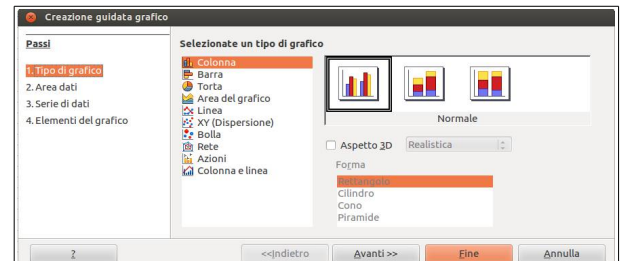 Creazione guidata grafico
Passi
1. Tipo di grafico
2. Area dati
3. Serie di dati
4. Elementi del grafico
Selezionate un tipo di grafico
Colonna
Barra
Torta
Area del grafico
Linea
XY (Dispersione)
Bolla
Rete
Azioni
Colonna e linea
Normale
Aspetto 3D
Realistica
Forma
Rettangolo
Cilindro
Cono
Piramide
?
<<Indietro
Avanti >>
Fine
Annulla